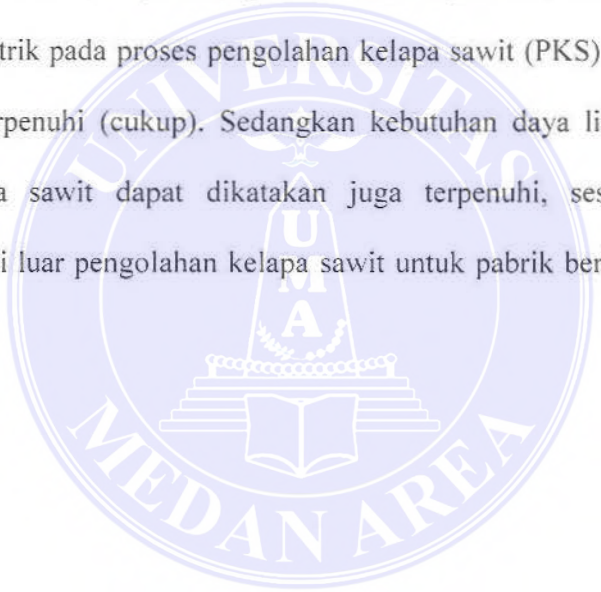 trik pada proses pengolahan kelapa sawit (PKS)
rpenuhi (cukup). Sedangkan kebutuhan daya li
a sawit dapat dikatakan juga terpenuhi, ses
i luar pengolahan kelapa sawit untuk pabrik ber
UNIVERSITAS
UMA
MEDAN AREA